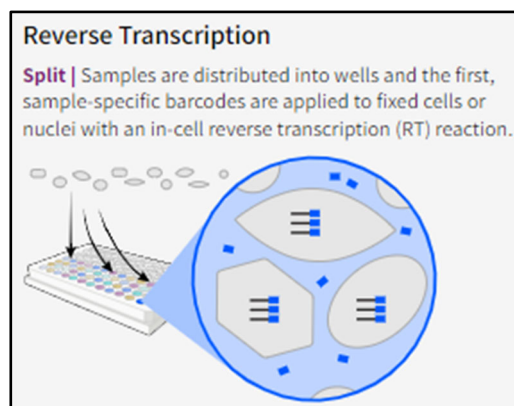 Reverse Transcription
Split | Samples are distributed into wells and the first,
sample-specific barcodes are applied to fixed cells or
nuclei with an in-cell reverse transcription (RT) reaction.